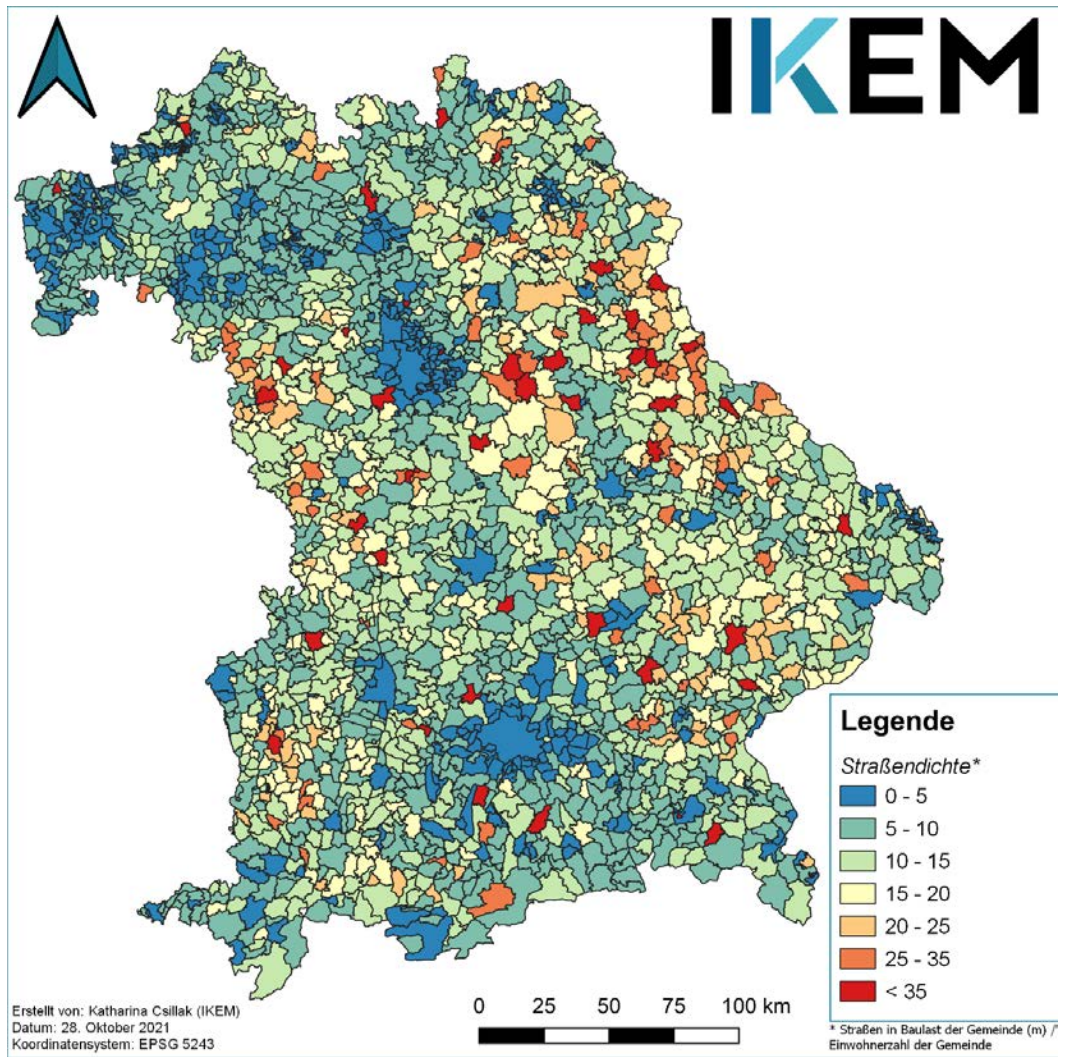 IKEM
Legende
Straßendichte*
0 - 5
5 - 10
10 - 15
15 - 20
20 - 25
25 - 35
< 35
Erstellt von: Katharina Csillak (IKEM)
Datum: 28. Oktober 2021
Koordinatensystem: EPSG 5243
0 25 50 75 100 km
* Straßen in Baulast der Gemeinde (m) /
Einwohnerzahl der Gemeinde